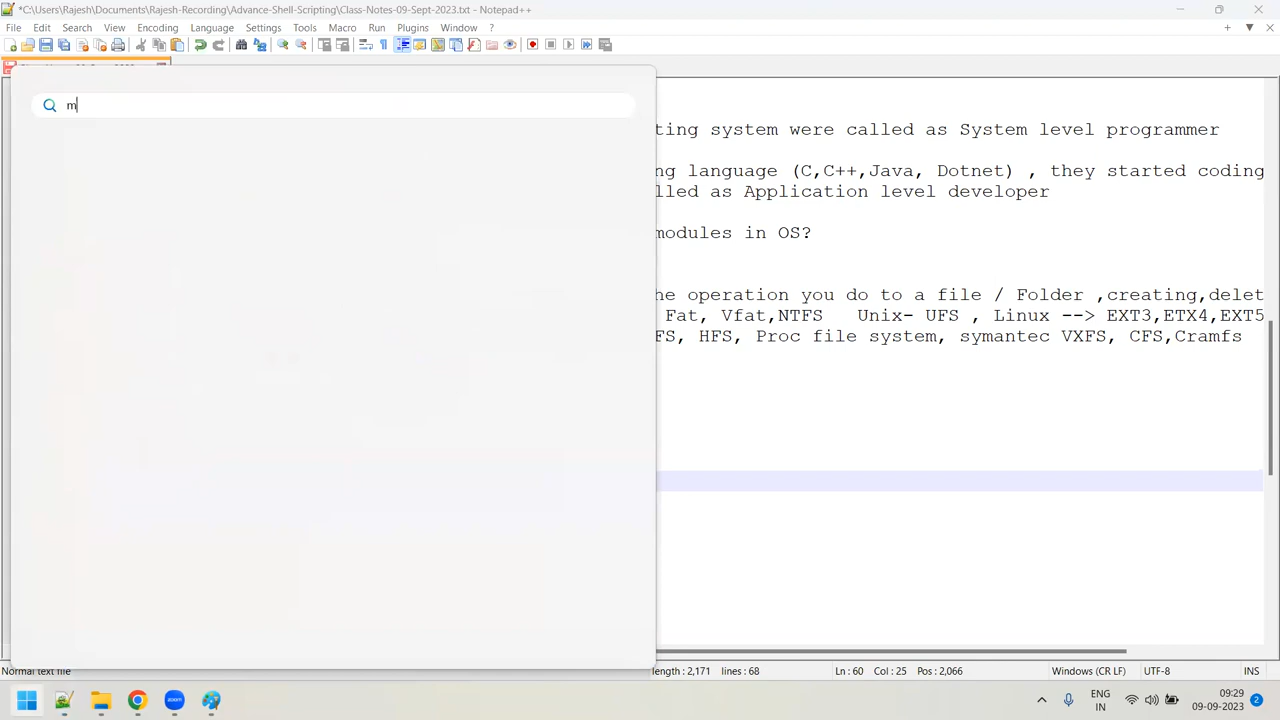 *C:\Users\Rajesh\Documents\Rajesh-Recording\Advance-Shell-Scripting\Class-Notes-09-Sept-2023.txt - Notepad++
File Edit Search View Encoding Language Settings Tools Macro Run Plugins Window ?
m
ting system were called as System level programmer
ng language (C,C++,Java, Dotnet) , they started coding
lled as Application level developer
modules in OS?
he operation you do to a file / Folder ,creating,delet
Fat, Vfat,NTFS Unix- UFS , Linux --> EXT3,ETX4,EXT5
FS, HFS, Proc file system, symantec VXFS, CFS,Cramfs
Normal text file length : 2,171 lines : 68 Ln : 60 Col : 25 Pos : 2,066 Windows (CR LF) UTF-8 INS
zoom
ENG
IN
09:29
09-09-2023
2